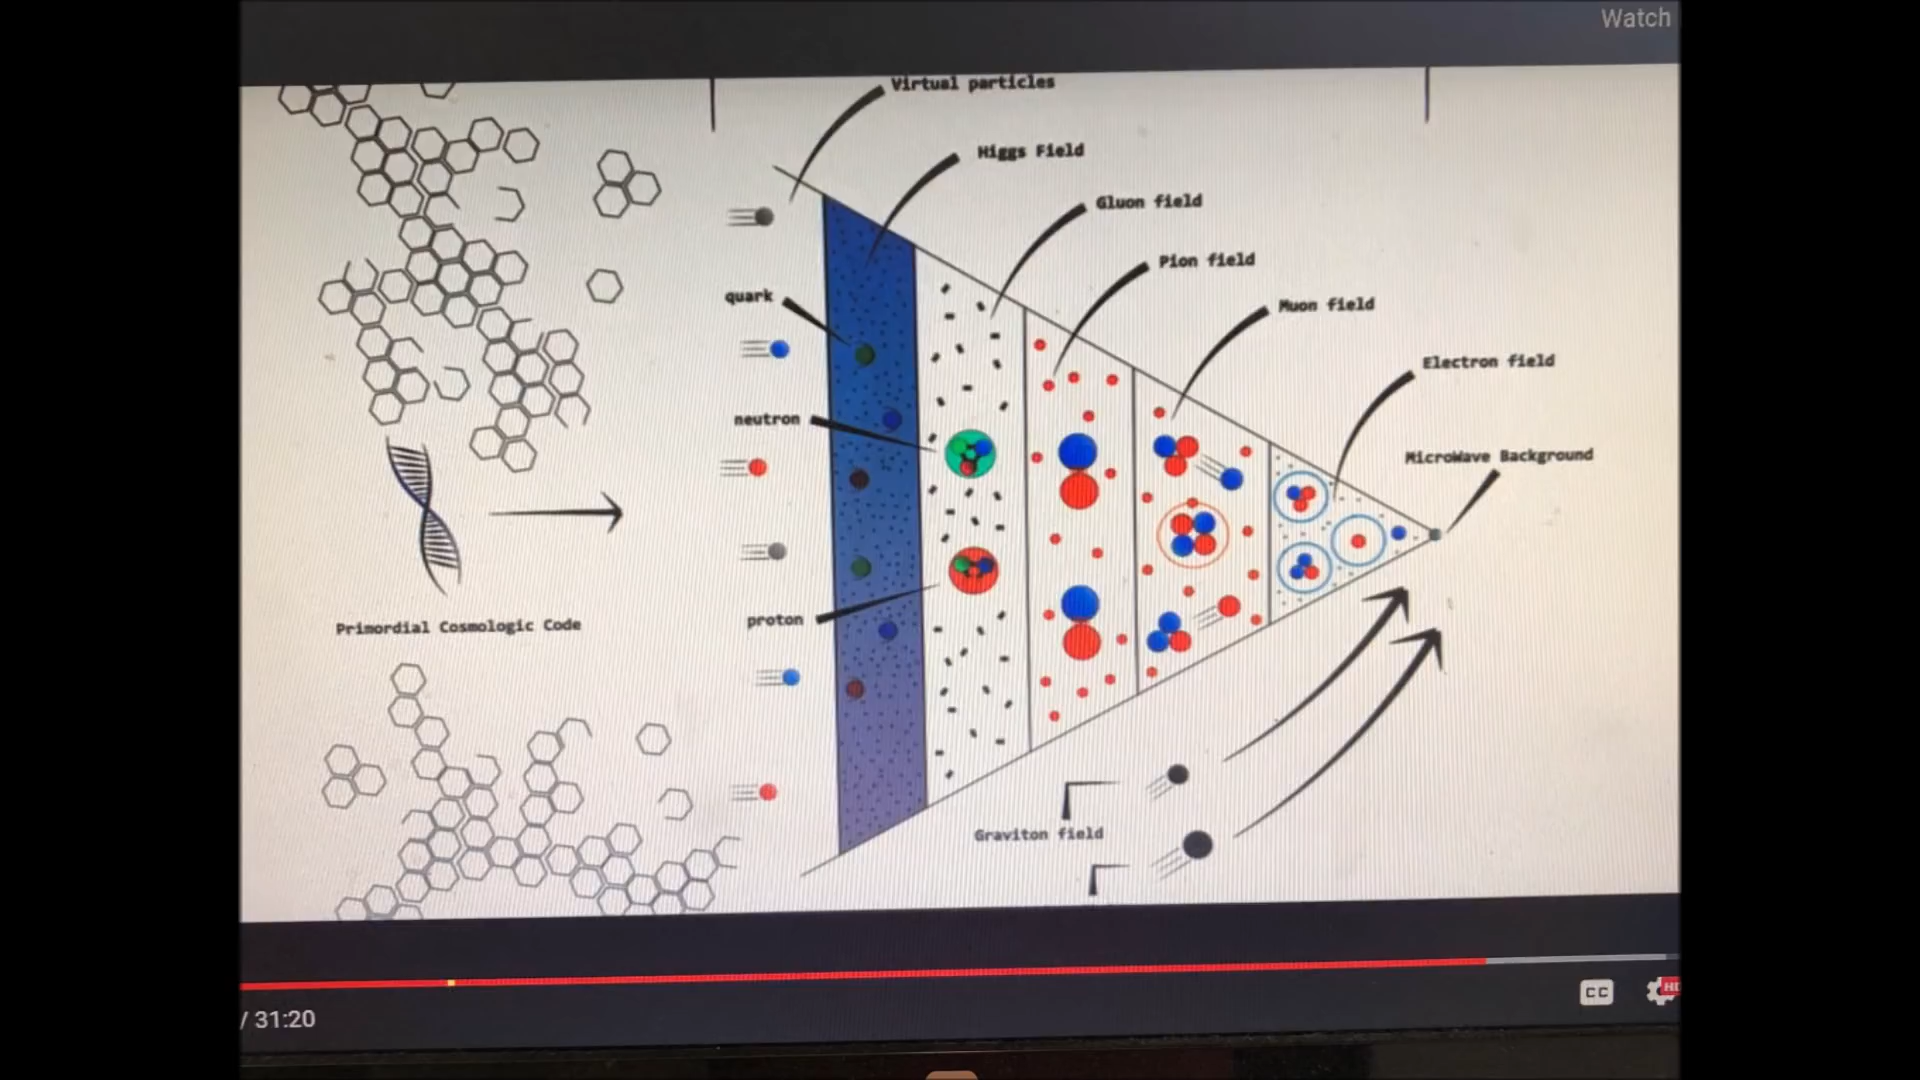 Watch
Virtual particles
Higgs Field
Gluon field
Pion field
quark
Muon field
Electron field
neutron
MicroWave Background
proton
Primordial Cosmologic Code
Graviton field
CC
HD
/ 31:20